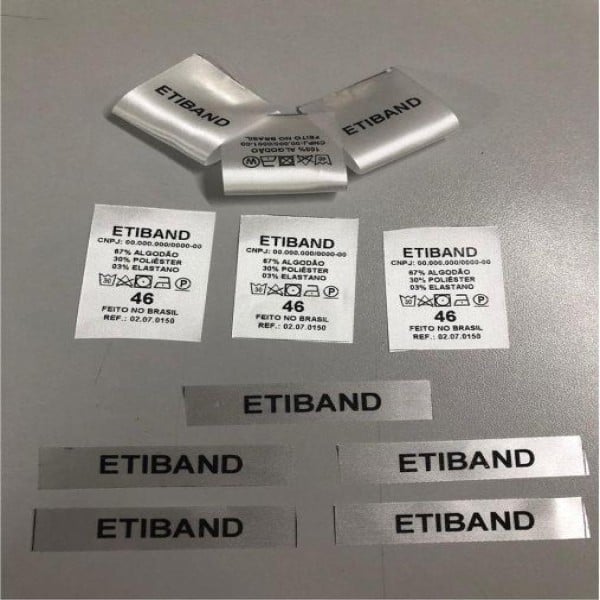 ETIBAND
ETIBAND
100% ALGODÃO
FEITO NO BRASIL
ETIBAND
CNPJ: 00.000.000/0000-00
67% ALGODÃO
30% POLIÉSTER
03% ELASTANO
46
FEITO NO BRASIL
REF.: 02.07.0150
ETIBAND
CNPJ: 00.000.000/0000-00
67% ALGODÃO
30% POLIÉSTER
03% ELASTANO
46
FEITO NO BRASIL
REF.: 02.07.0150
ETIBAND
CNPJ: 00.000.000/0000-00
67% ALGODÃO
30% POLIÉSTER
03% ELASTANO
46
FEITO NO BRASIL
REF.: 02.07.0150
ETIBAND
ETIBAND
ETIBAND
ETIBAND
ETIBAND